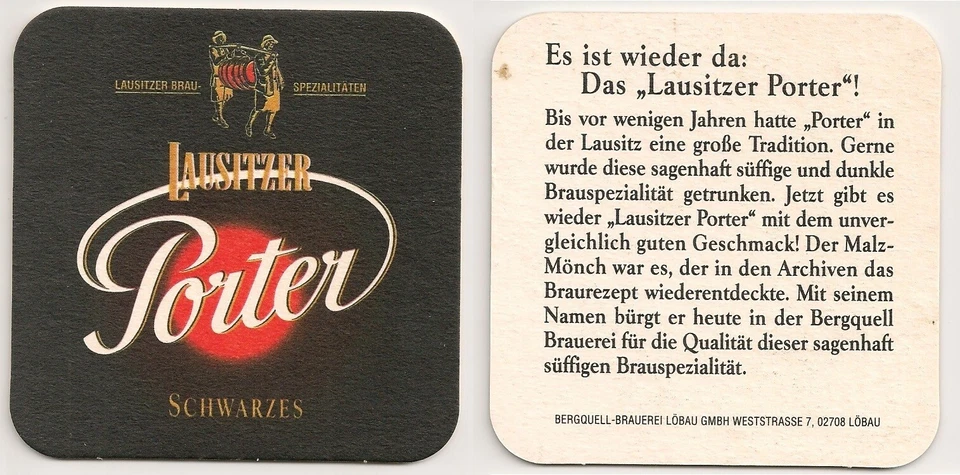 LAUSITZER BRAU- SPEZIALITÄTEN
LAUSITZER
Porter
SCHWARZES
Es ist wieder da:
Das „Lausitzer Porter“!
Bis vor wenigen Jahren hatte „Porter“ in
der Lausitz eine große Tradition. Gerne
wurde diese sagenhaft süffige und dunkle
Brauspezialität getrunken. Jetzt gibt es
wieder „Lausitzer Porter“ mit dem unver-
gleichlich guten Geschmack! Der Malz-
Mönch war es, der in den Archiven das
Braurezept wiederentdeckte. Mit seinem
Namen bürgt er heute in der Bergquell
Brauerei für die Qualität dieser sagenhaft
süffigen Brauspezialität.
BERGQUELL-BRAUEREI LÖBAU GMBH WESTSTRASSE 7, 02708 LÖBAU